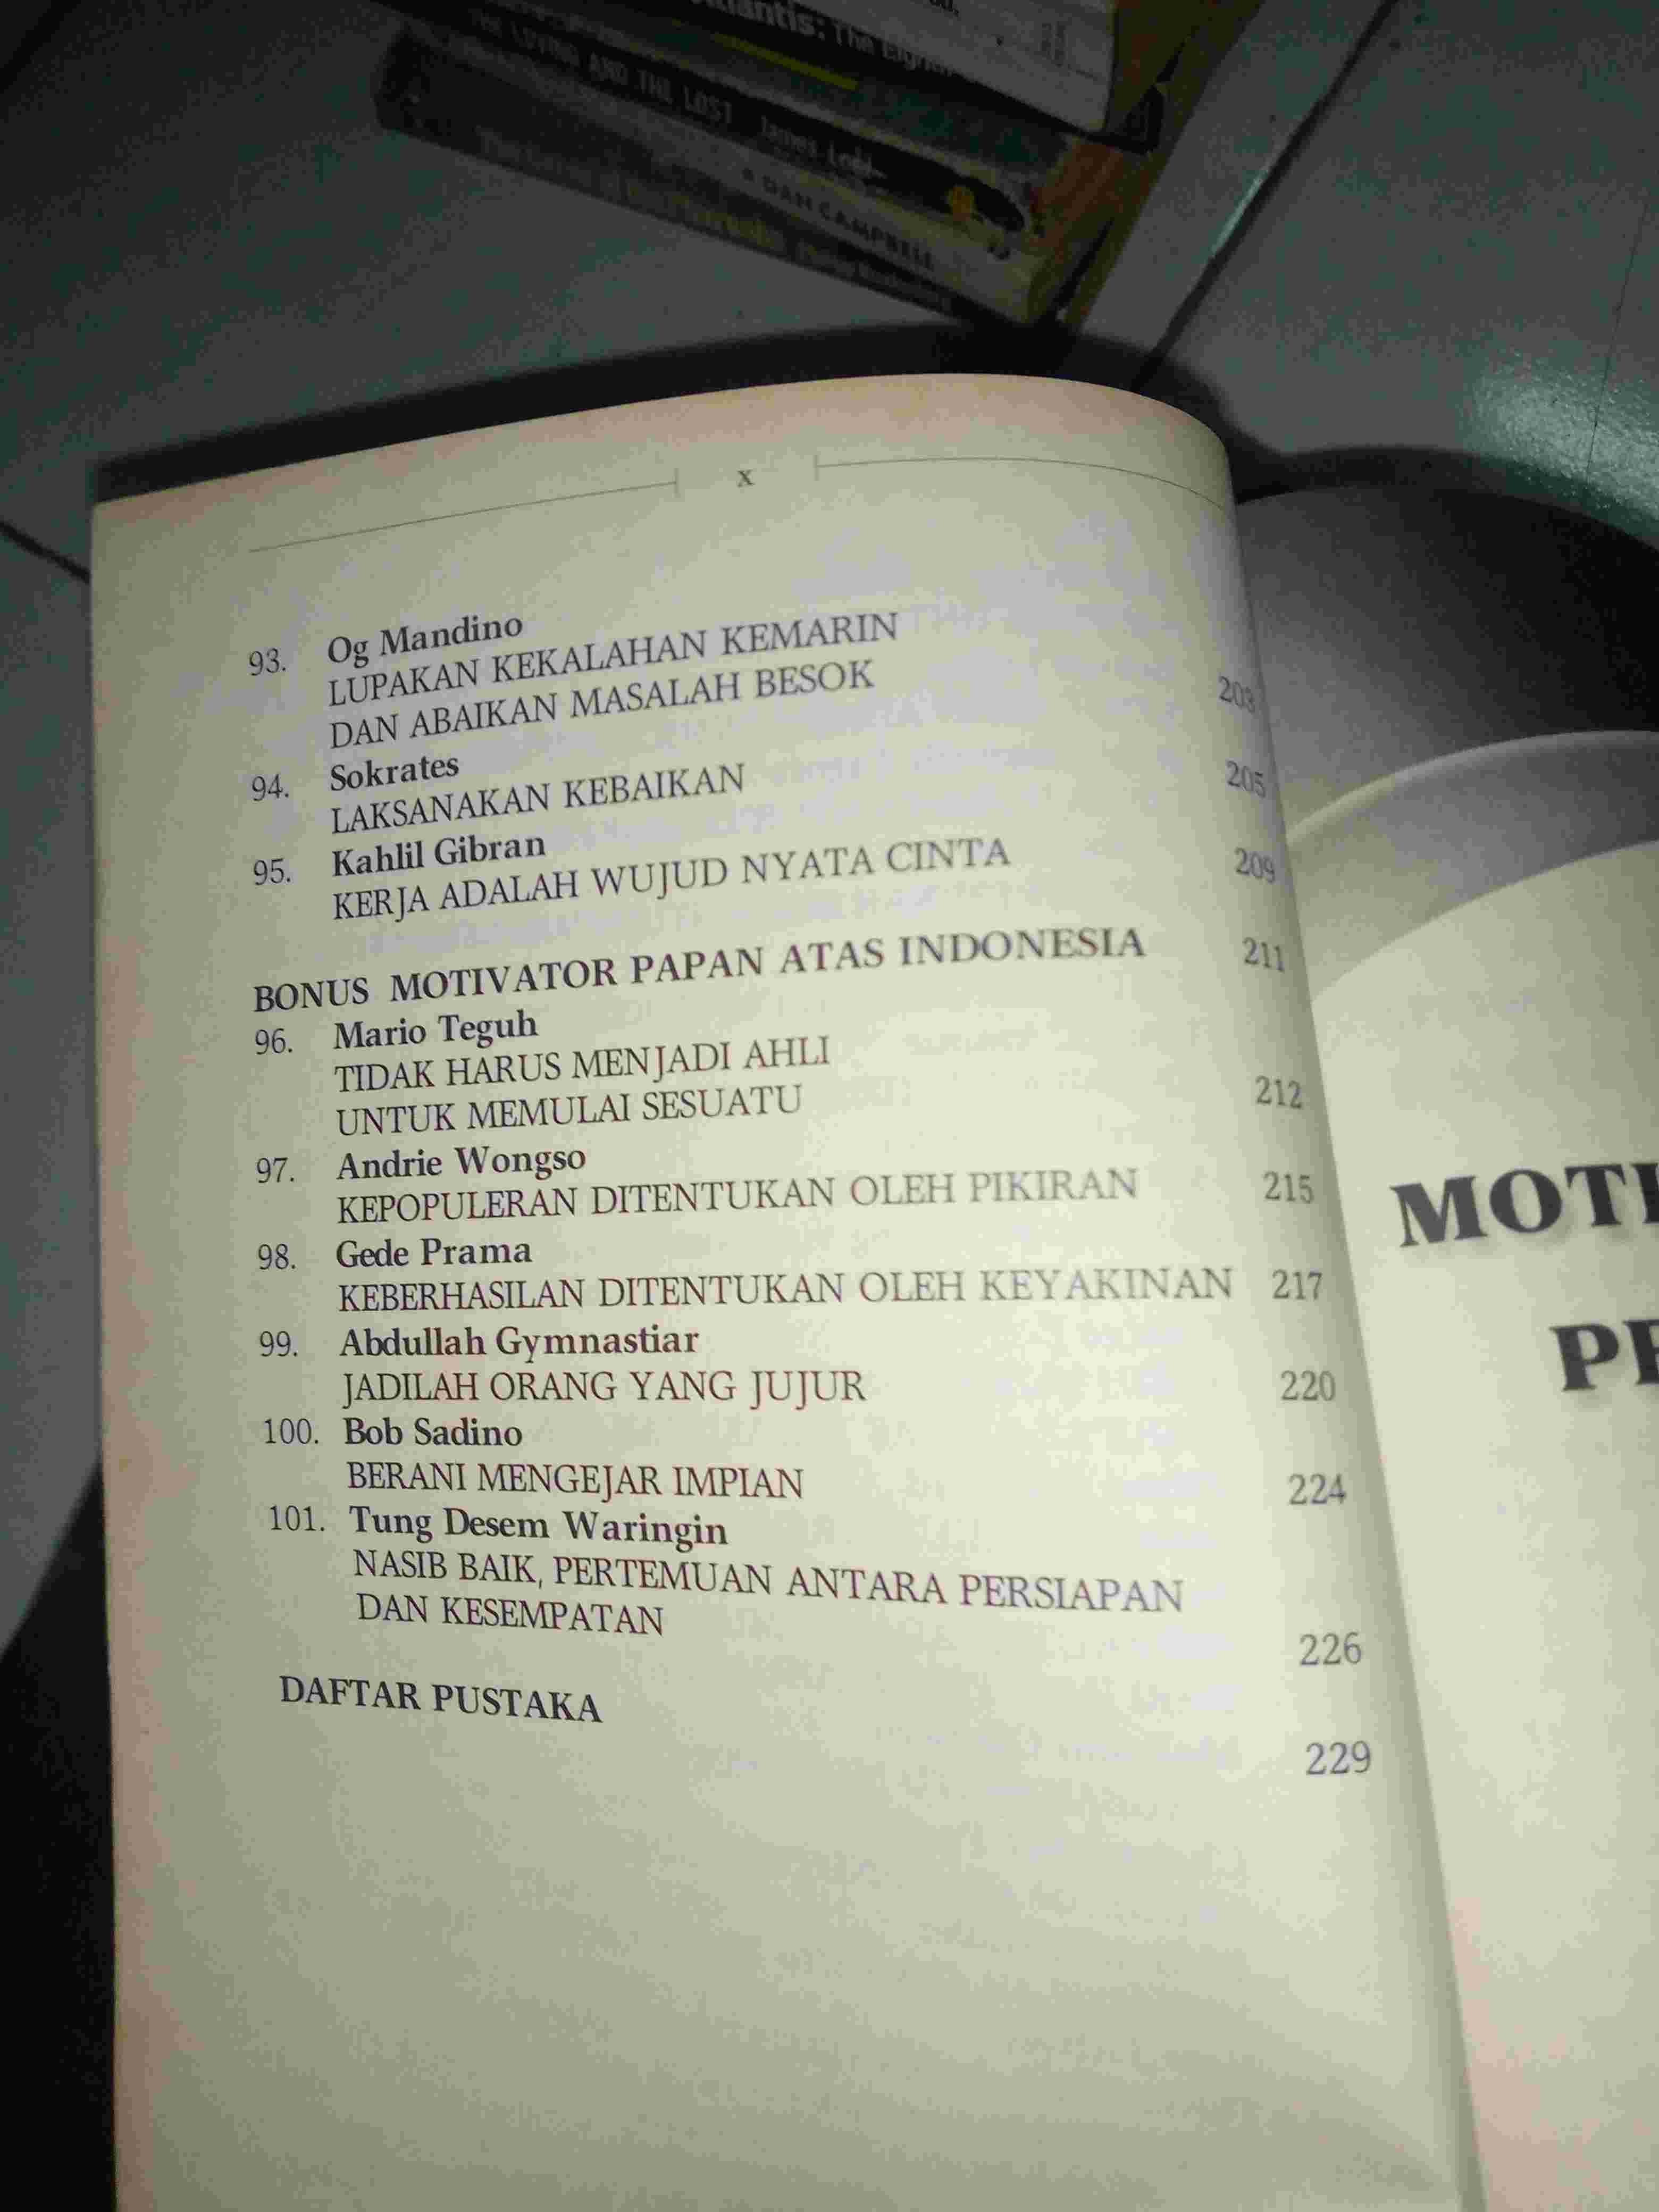 antis: The
THE LIVING AND THE LOST
DAN CAMPBELL
x
93. Og Mandino
LUPAKAN KEKALAHAN KEMARIN
DAN ABAIKAN MASALAH BESOK 203
94. Sokrates
LAKSANAKAN KEBAIKAN 205
95. Kahlil Gibran
KERJA ADALAH WUJUD NYATA CINTA 209
BONUS MOTIVATOR PAPAN ATAS INDONESIA 211
96. Mario Teguh
TIDAK HARUS MENJADI AHLI
UNTUK MEMULAI SESUATU 212
97. Andrie Wongso
KEPOPULERAN DITENTUKAN OLEH PIKIRAN 215
98. Gede Prama
KEBERHASILAN DITENTUKAN OLEH KEYAKINAN 217
99. Abdullah Gymnastiar
JADILAH ORANG YANG JUJUR 220
100. Bob Sadino
BERANI MENGEJAR IMPIAN 224
101. Tung Desem Waringin
NASIB BAIK, PERTEMUAN ANTARA PERSIAPAN
DAN KESEMPATAN 226
DAFTAR PUSTAKA 229
MOTI
PE